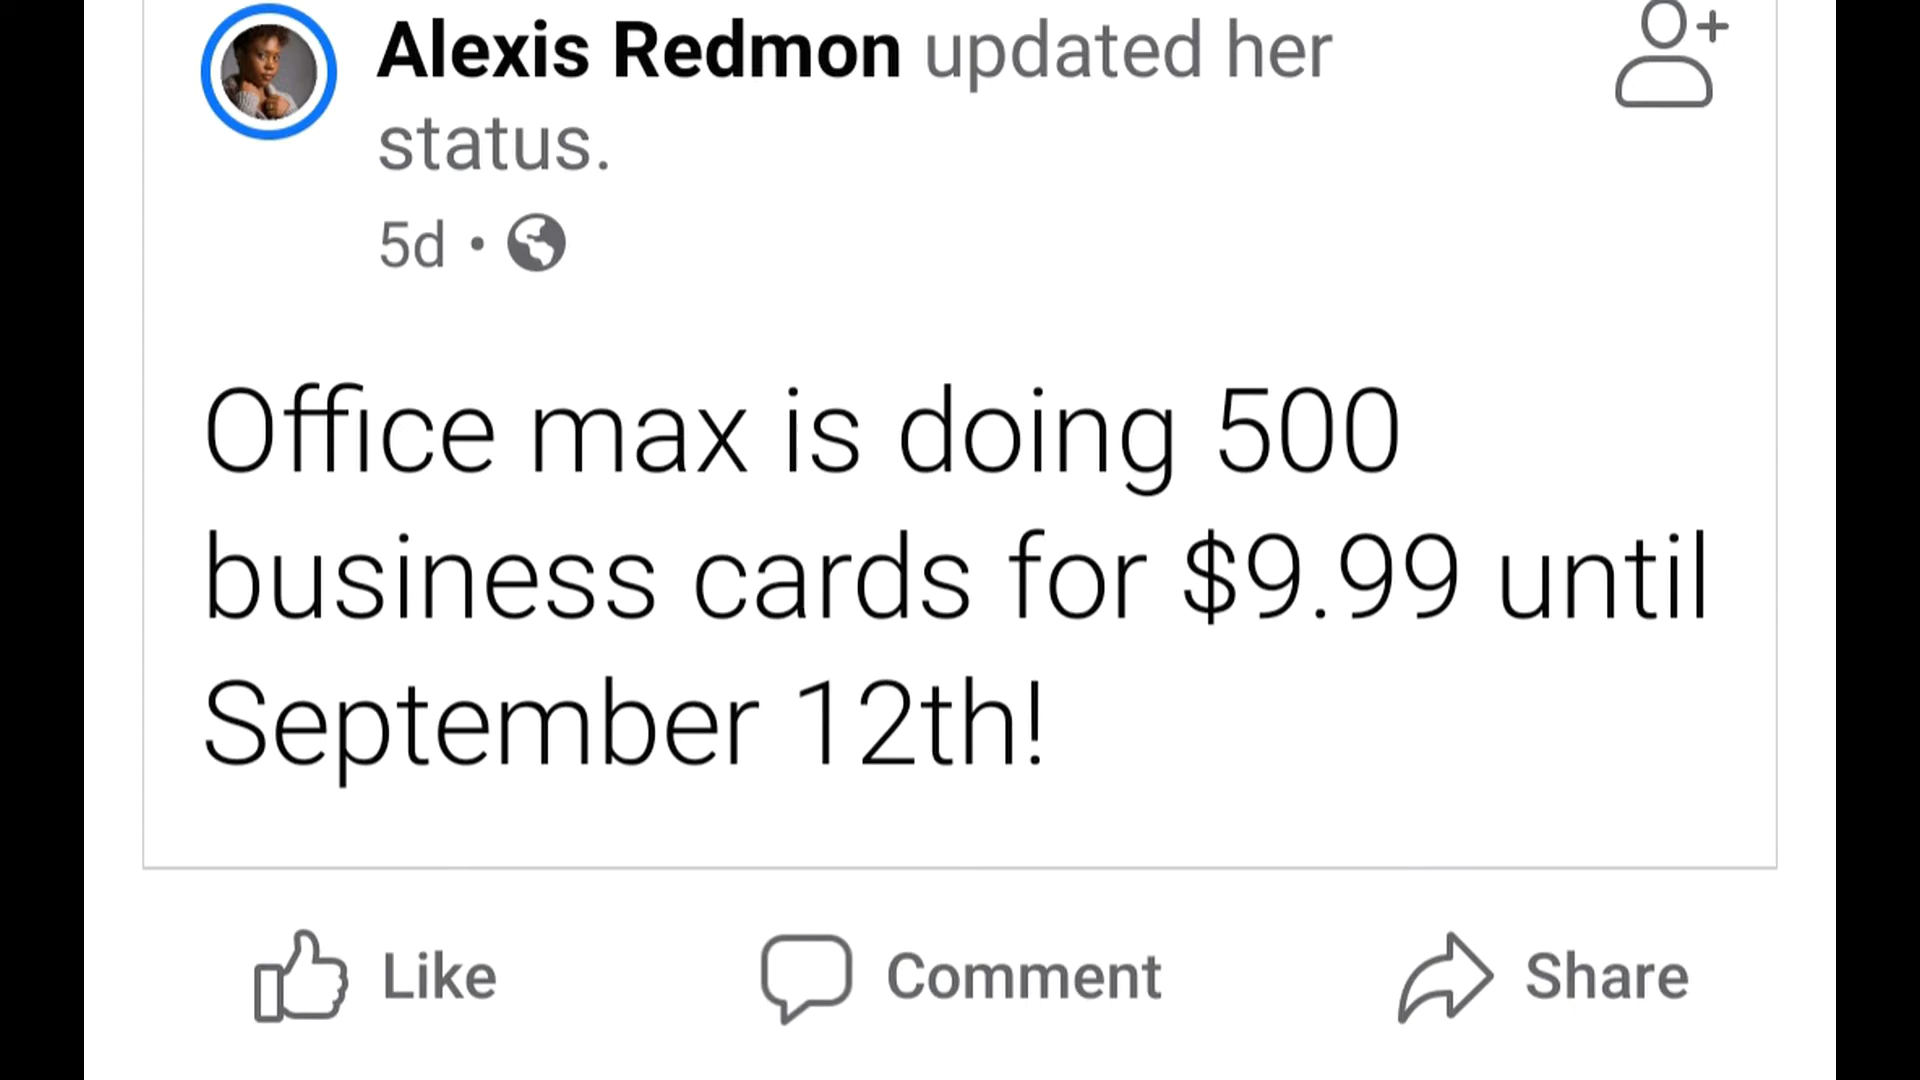 Alexis Redmon updated her
status.
5d •
Office max is doing 500
business cards for $9.99 until
September 12th!
Like Comment Share